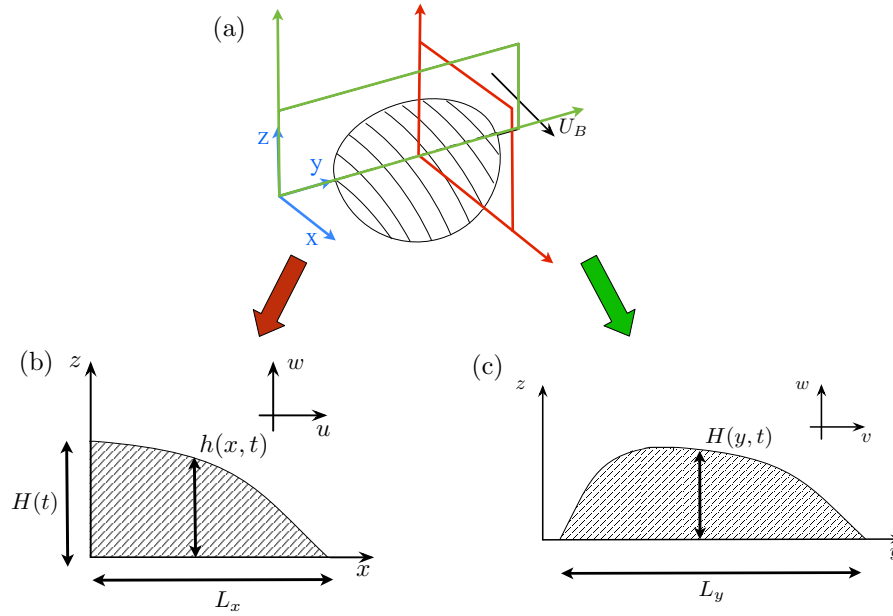 (a)
z
y
x
U_B
(b)
z
w
u
h(x, t)
H(t)
x
L_x
(c)
z
w
v
H(y, t)
L_y